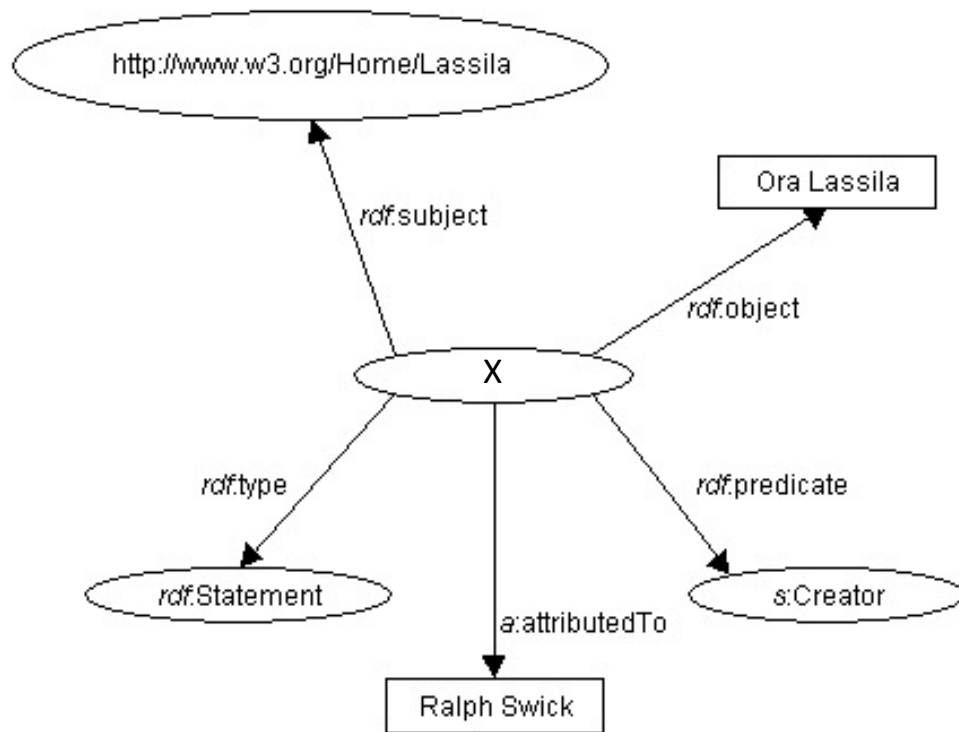 http://www.w3.org/Home/Lassila
Ora Lassila
rdf:subject
rdf:object
X
rdf:type
rdf:predicate
rdf:Statement
s:Creator
a:attributedTo
Ralph Swick